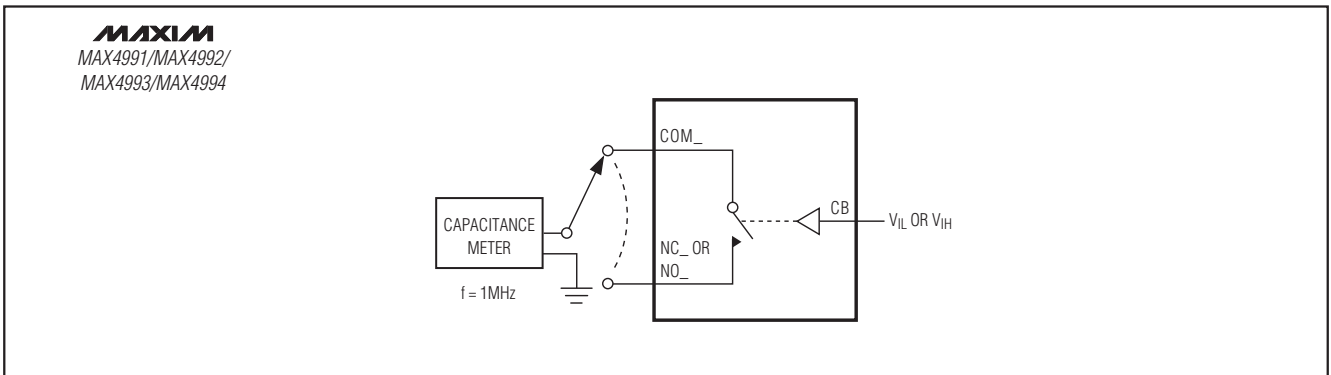 MAXIM
MAX4991/MAX4992/
MAX4993/MAX4994
COM_
CAPACITANCE
METER
f = 1MHz
NC_ OR
NO_
CB
VIL OR VIH